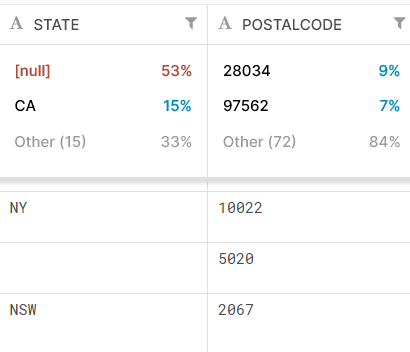 A STATE
A POSTALCODE
[null] 53%
28034 9%
CA 15%
97562 7%
Other (15) 33%
Other (72) 84%
NY 10022
5020
NSW 2067